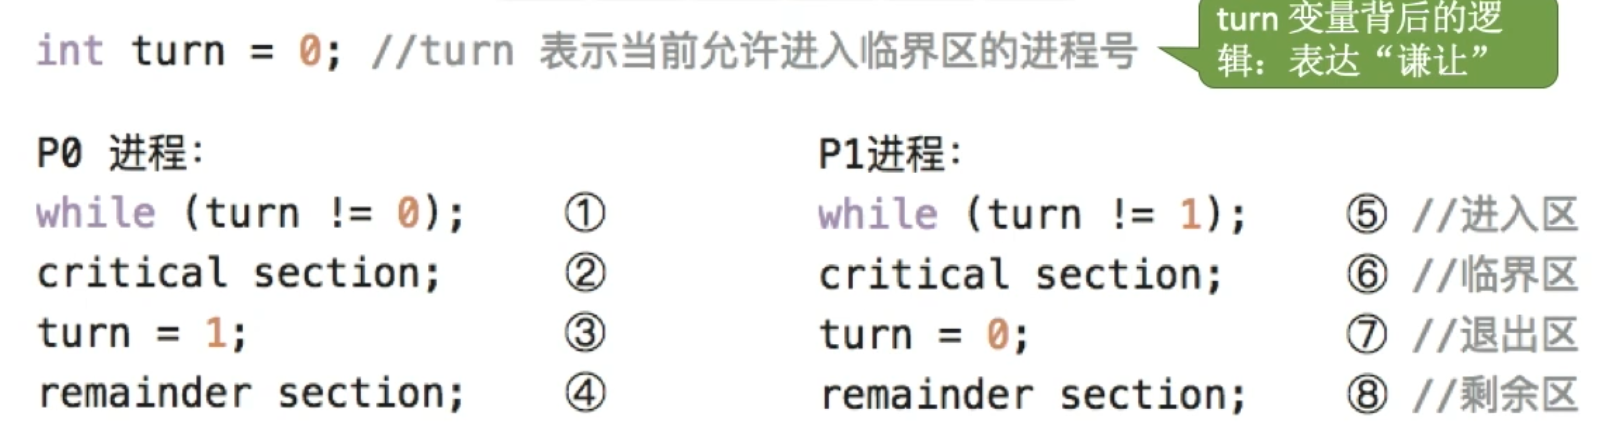 int turn = 0; //turn 表示当前允许进入临界区的进程号
turn 变量背后的逻
辑：表达“谦让”
P0 进程：
while (turn != 0); ①
critical section; ②
turn = 1; ③
remainder section; ④
P1进程：
while (turn != 1); ⑤ //进入区
critical section; ⑥ //临界区
turn = 0; ⑦ //退出区
remainder section; ⑧ //剩余区